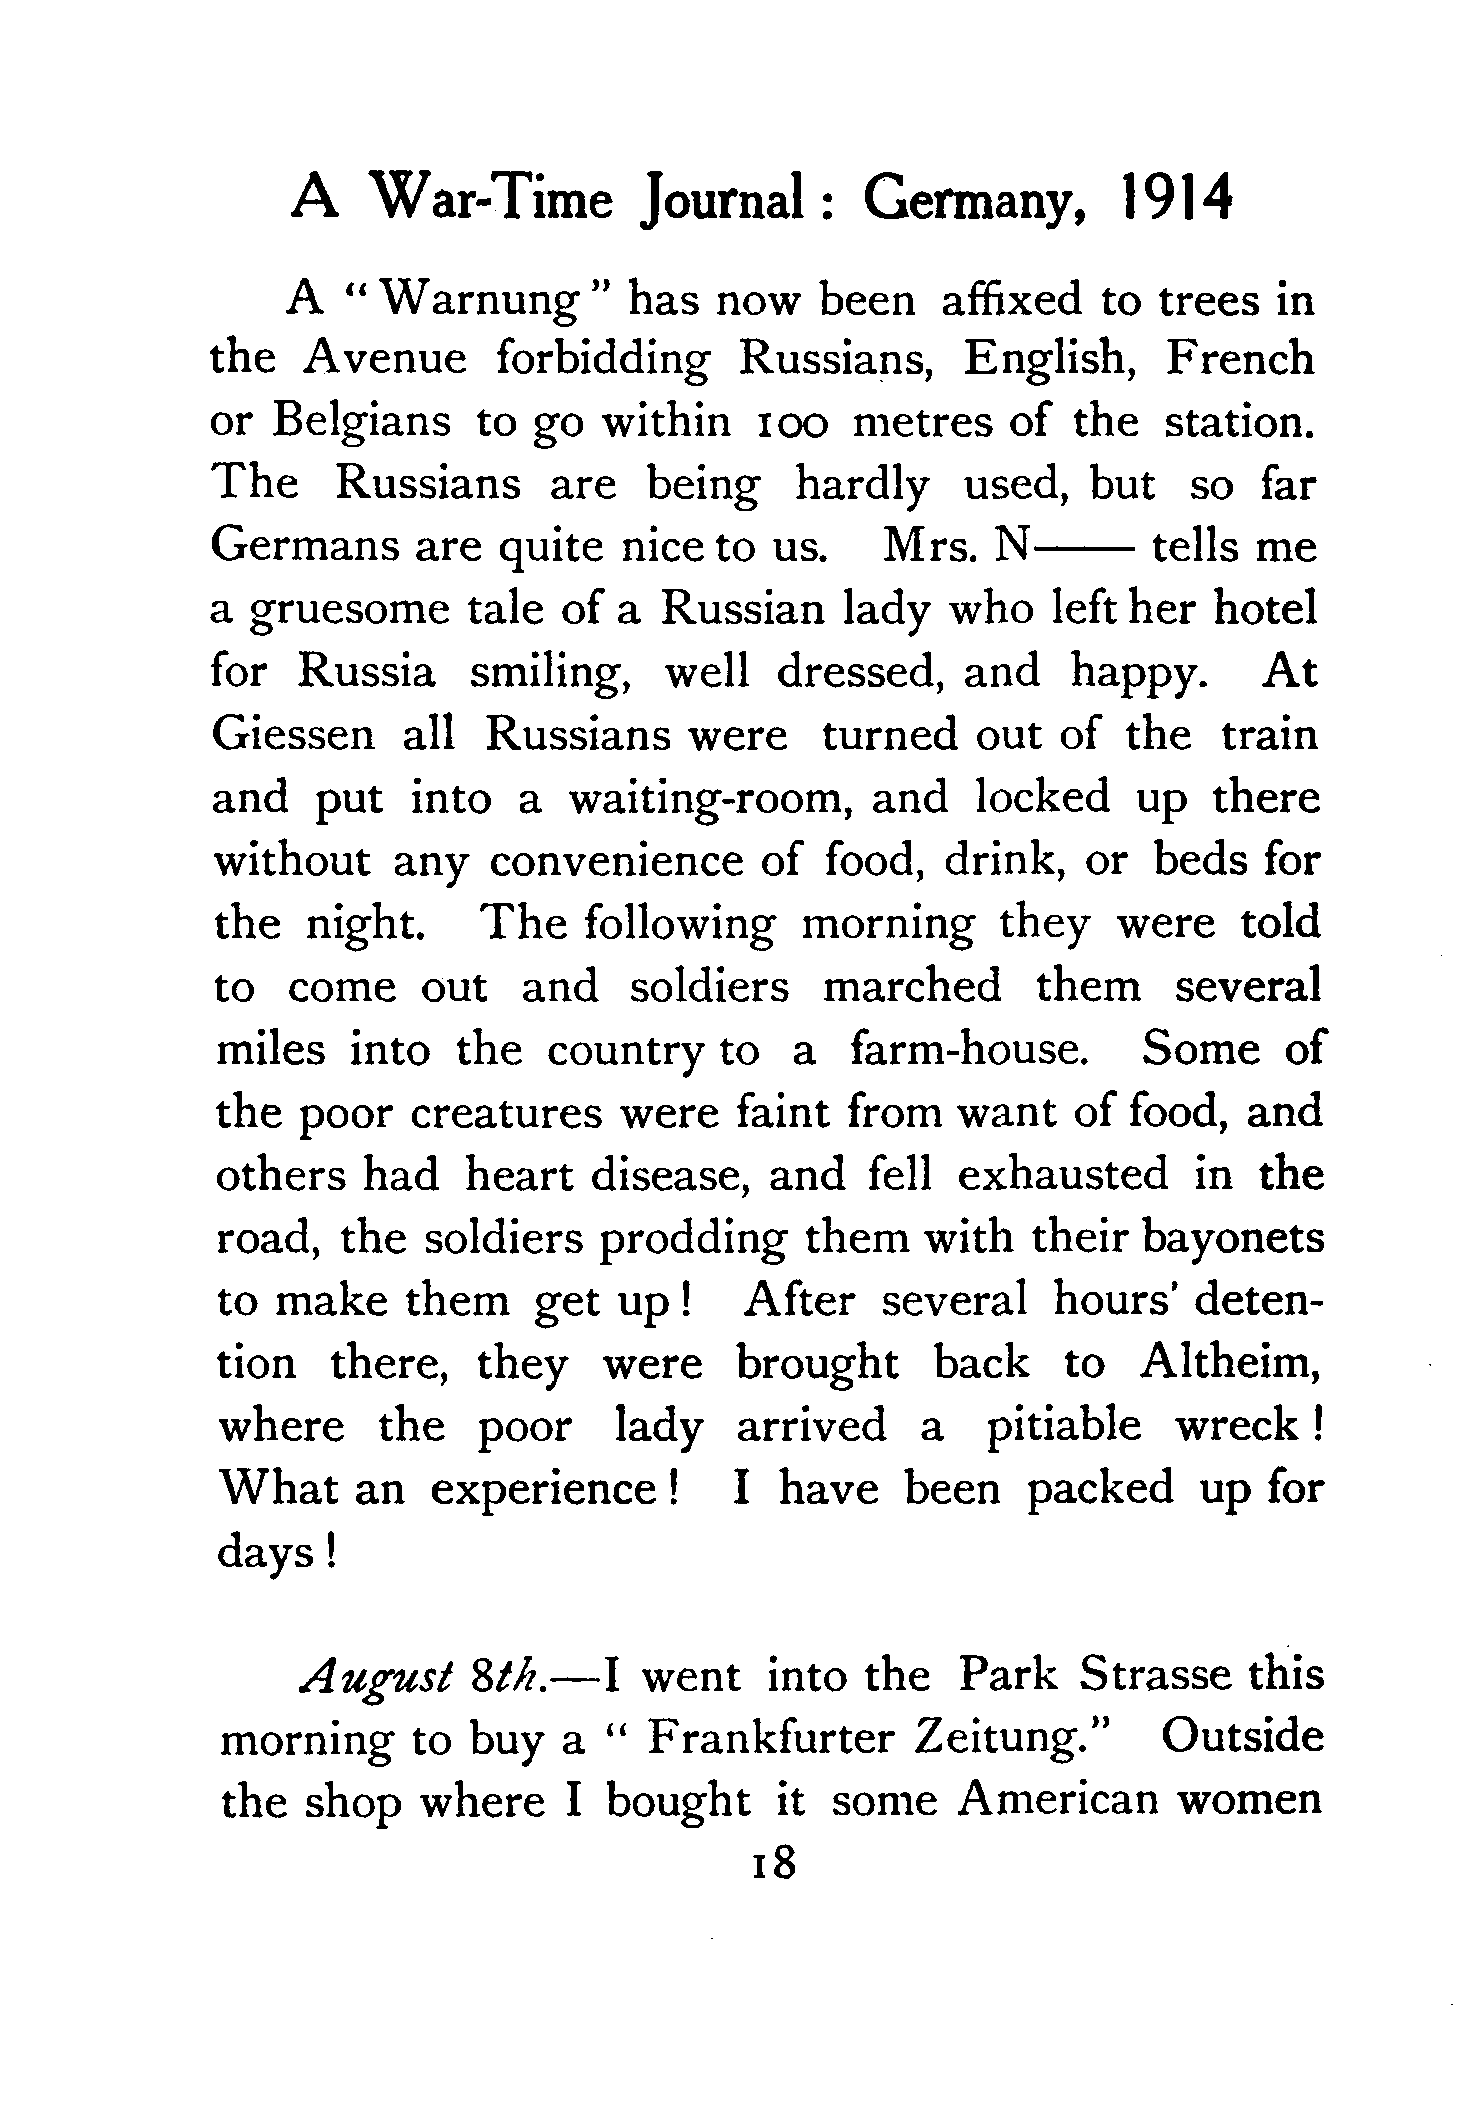 A War-Time Journal: Germany, 1914
A “Warnung” has now been affixed to trees in
the Avenue forbidding Russians, English, French
or Belgians to go within 100 metres of the station.
The Russians are being hardly used, but so far
Germans are quite nice to us. Mrs. N—— tells me
a gruesome tale of a Russian lady who left her hotel
for Russia smiling, well dressed, and happy. At
Giessen all Russians were turned out of the train
and put into a waiting-room, and locked up there
without any convenience of food, drink, or beds for
the night. The following morning they were told
to come out and soldiers marched them several
miles into the country to a farm-house. Some of
the poor creatures were faint from want of food, and
others had heart disease, and fell exhausted in the
road, the soldiers prodding them with their bayonets
to make them get up! After several hours’ deten-
tion there, they were brought back to Altheim,
where the poor lady arrived a pitiable wreck!
What an experience! I have been packed up for
days!
August 8th.—I went into the Park Strasse this
morning to buy a “Frankfurter Zeitung.” Outside
the shop where I bought it some American women
18